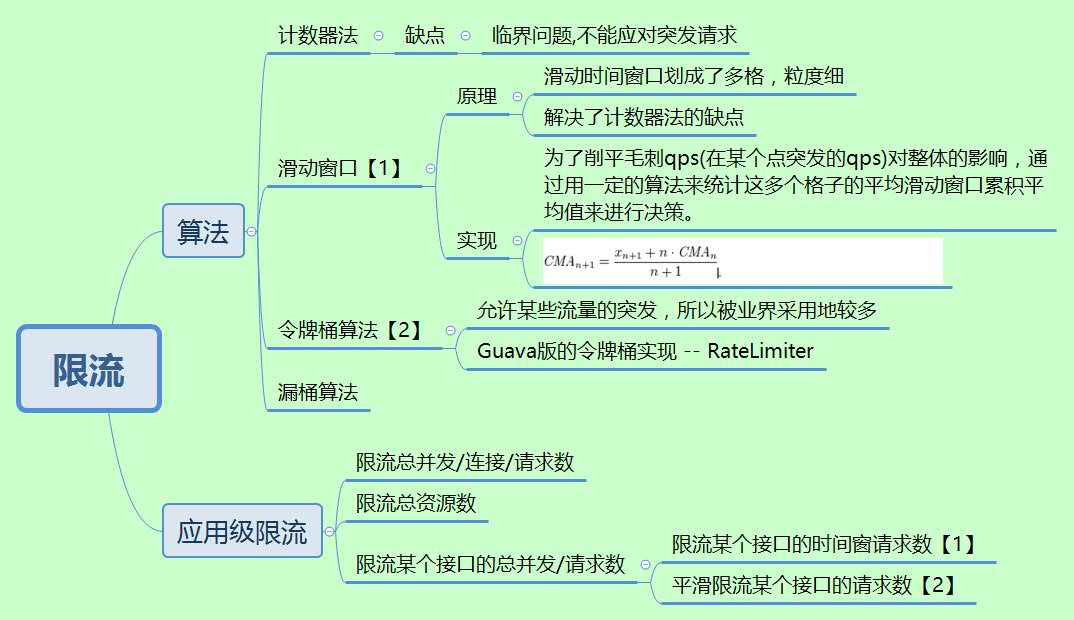 计数器法
缺点
临界问题,不能应对突发请求
滑动窗口【1】
原理
滑动时间窗口划成了多格，粒度细
解决了计数器法的缺点
实现
为了削平毛刺qps(在某个点突发的qps)对整体的影响，通
过用一定的算法来统计这多个格子的平均滑动窗口累积平
均值来进行决策。
CMAₙ₊₁ = (xₙ₊₁ + n · CMAₙ) / (n + 1)
算法
令牌桶算法【2】
允许某些流量的突发，所以被业界采用地较多
Guava版的令牌桶实现 -- RateLimiter
漏桶算法
限流
应用级限流
限流总并发/连接/请求数
限流总资源数
限流某个接口的总并发/请求数
限流某个接口的时间窗请求数【1】
平滑限流某个接口的请求数【2】